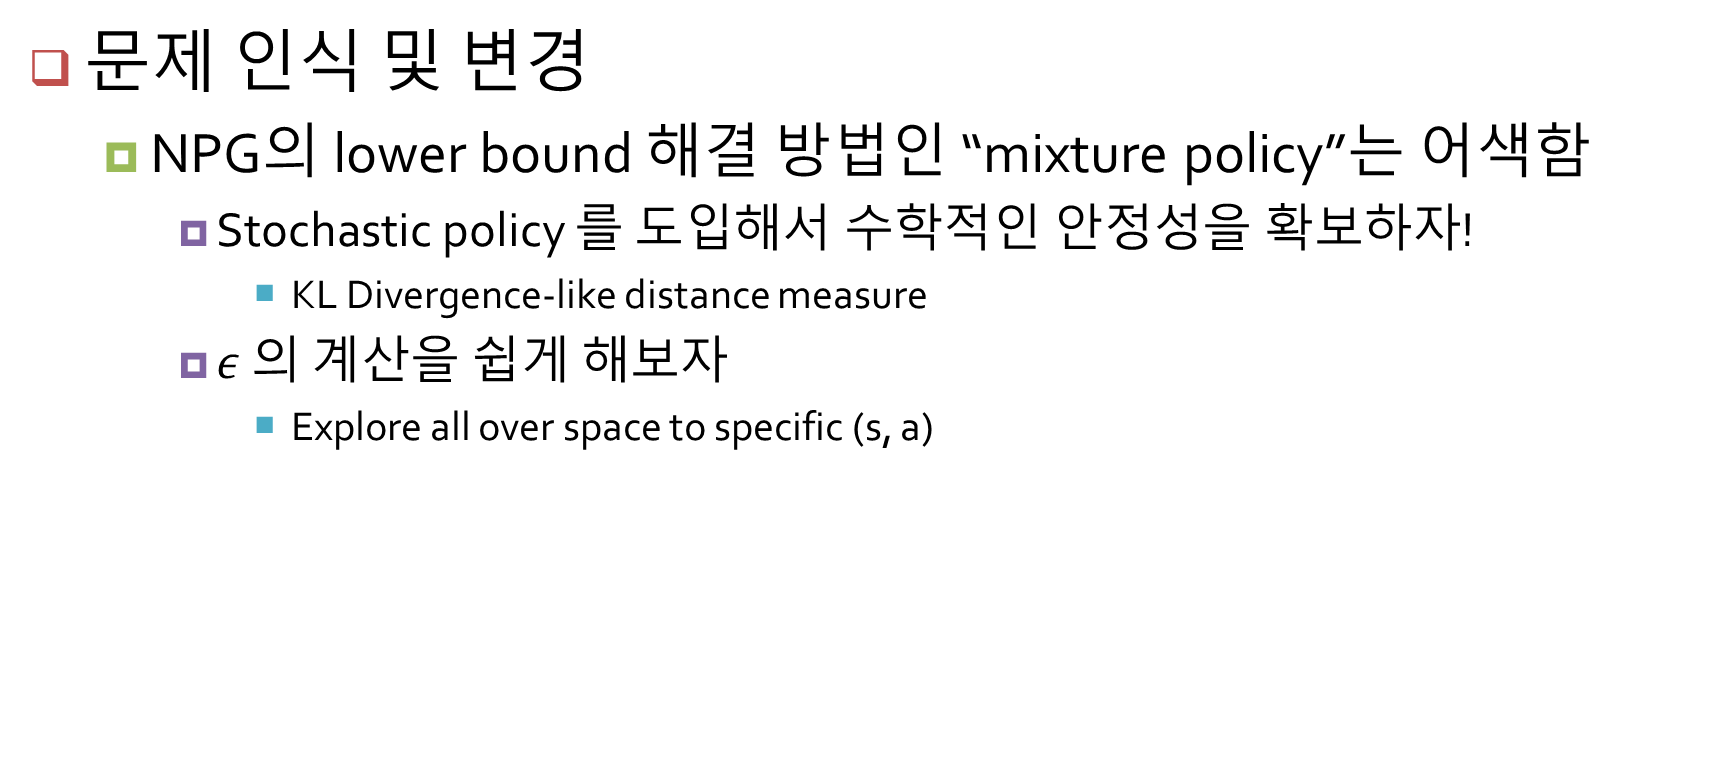 문제 인식 및 변경
NPG의 lower bound 해결 방법인 “mixture policy”는 어색함
Stochastic policy 를 도입해서 수학적인 안정성을 확보하자!
KL Divergence-like distance measure
ϵ 의 계산을 쉽게 해보자
Explore all over space to specific (s, a)